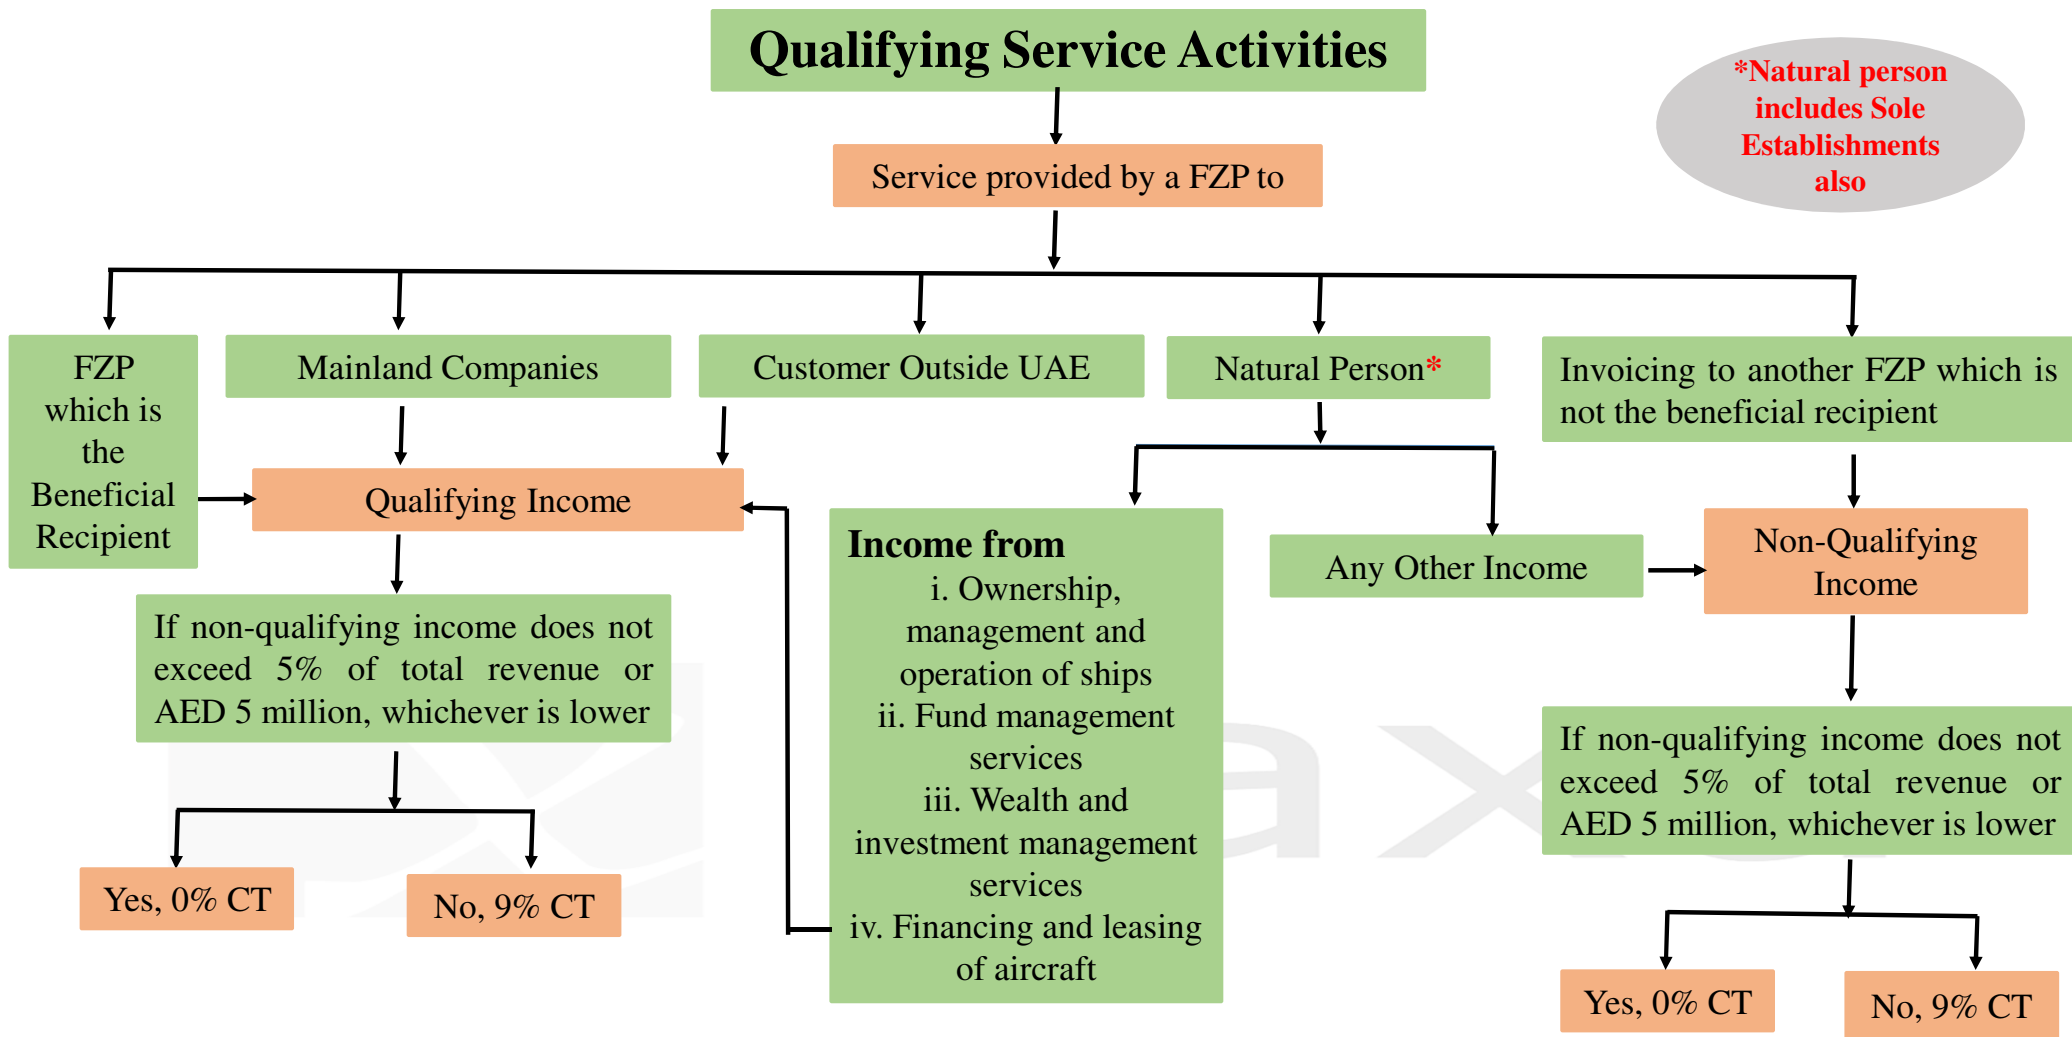 Qualifying Service Activities
*Natural person
includes Sole
Establishments
also
Service provided by a FZP to
FZP
which is
the
Beneficial
Recipient
Mainland Companies
Customer Outside UAE
Natural Person*
Invoicing to another FZP which is
not the beneficial recipient
Qualifying Income
Income from
i. Ownership,
management and
operation of ships
ii. Fund management
services
iii. Wealth and
investment management
services
iv. Financing and leasing
of aircraft
Any Other Income
Non-Qualifying
Income
If non-qualifying income does not
exceed 5% of total revenue or
AED 5 million, whichever is lower
Yes, 0% CT
No, 9% CT
If non-qualifying income does not
exceed 5% of total revenue or
AED 5 million, whichever is lower
Yes, 0% CT
No, 9% CT